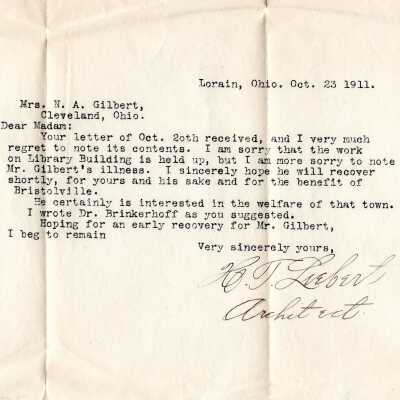 Lorain, Ohio. Oct. 23 1911.
Mrs. N. A. Gilbert,
Cleveland, Ohio.
Dear Madam:
Your letter of Oct. 20th received, and I very much
regret to note its contents. I am sorry that the work
on Library Building is held up, but I am more sorry to note
Mr. Gilbert's illness. I sincerely hope he will recover
shortly, for yours and his sake and for the benefit of
Bristolville.
He certainly is interested in the welfare of that town.
I wrote Dr. Brinkerhoff as you suggested.
Hoping for an early recovery for Mr. Gilbert,
I beg to remain
Very sincerely yours,
H. T. Liebert
Architect.